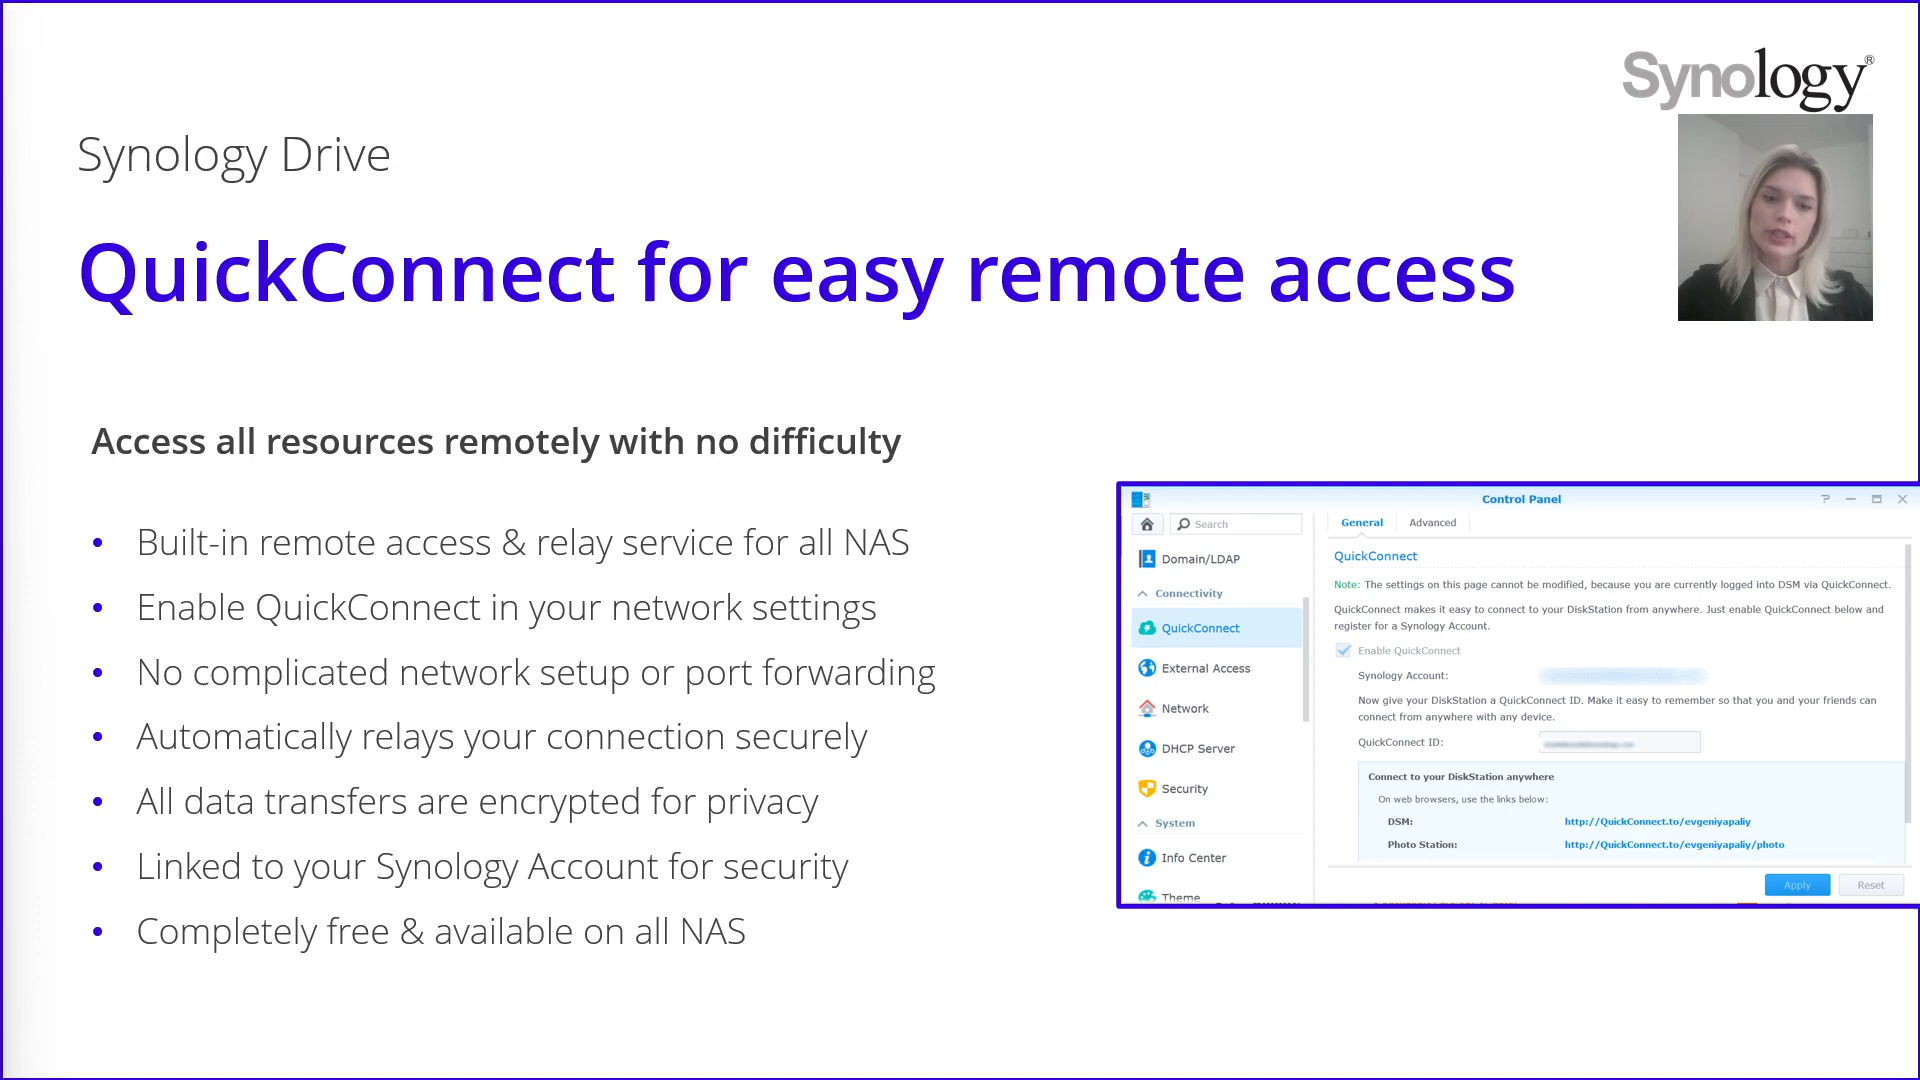 Synology®
Synology Drive
QuickConnect for easy remote access
Access all resources remotely with no difficulty
• Built-in remote access & relay service for all NAS
• Enable QuickConnect in your network settings
• No complicated network setup or port forwarding
• Automatically relays your connection securely
• All data transfers are encrypted for privacy
• Linked to your Synology Account for security
• Completely free & available on all NAS
Control Panel
Search
Domain/LDAP
Connectivity
QuickConnect
External Access
Network
DHCP Server
Security
System
Info Center
Theme
General Advanced
QuickConnect
Note: The settings on this page cannot be modified, because you are currently logged into DSM via QuickConnect.
QuickConnect makes it easy to connect to your DiskStation from anywhere. Just enable QuickConnect below and
register for a Synology Account.
Enable QuickConnect
Synology Account:
Now give your DiskStation a QuickConnect ID. Make it easy to remember so that you and your friends can
connect from anywhere with any device.
QuickConnect ID:
Connect to your DiskStation anywhere
On web browsers, use the links below:
DSM: http://QuickConnect.to/evgeniyapaliy
Photo Station: http://QuickConnect.to/evgeniyapaliy/photo
Apply Reset